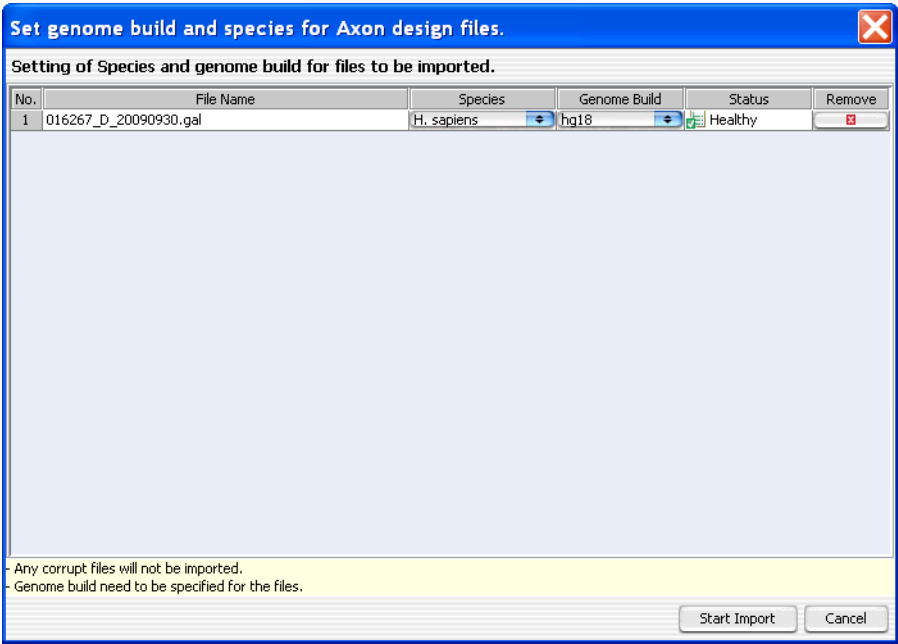 Set genome build and species for Axon design files.
Setting of Species and genome build for files to be imported.
No. File Name Species Genome Build Status Remove
1 016267_D_20090930.gal H. sapiens hg18 Healthy
- Any corrupt files will not be imported.
- Genome build need to be specified for the files.
Start Import Cancel